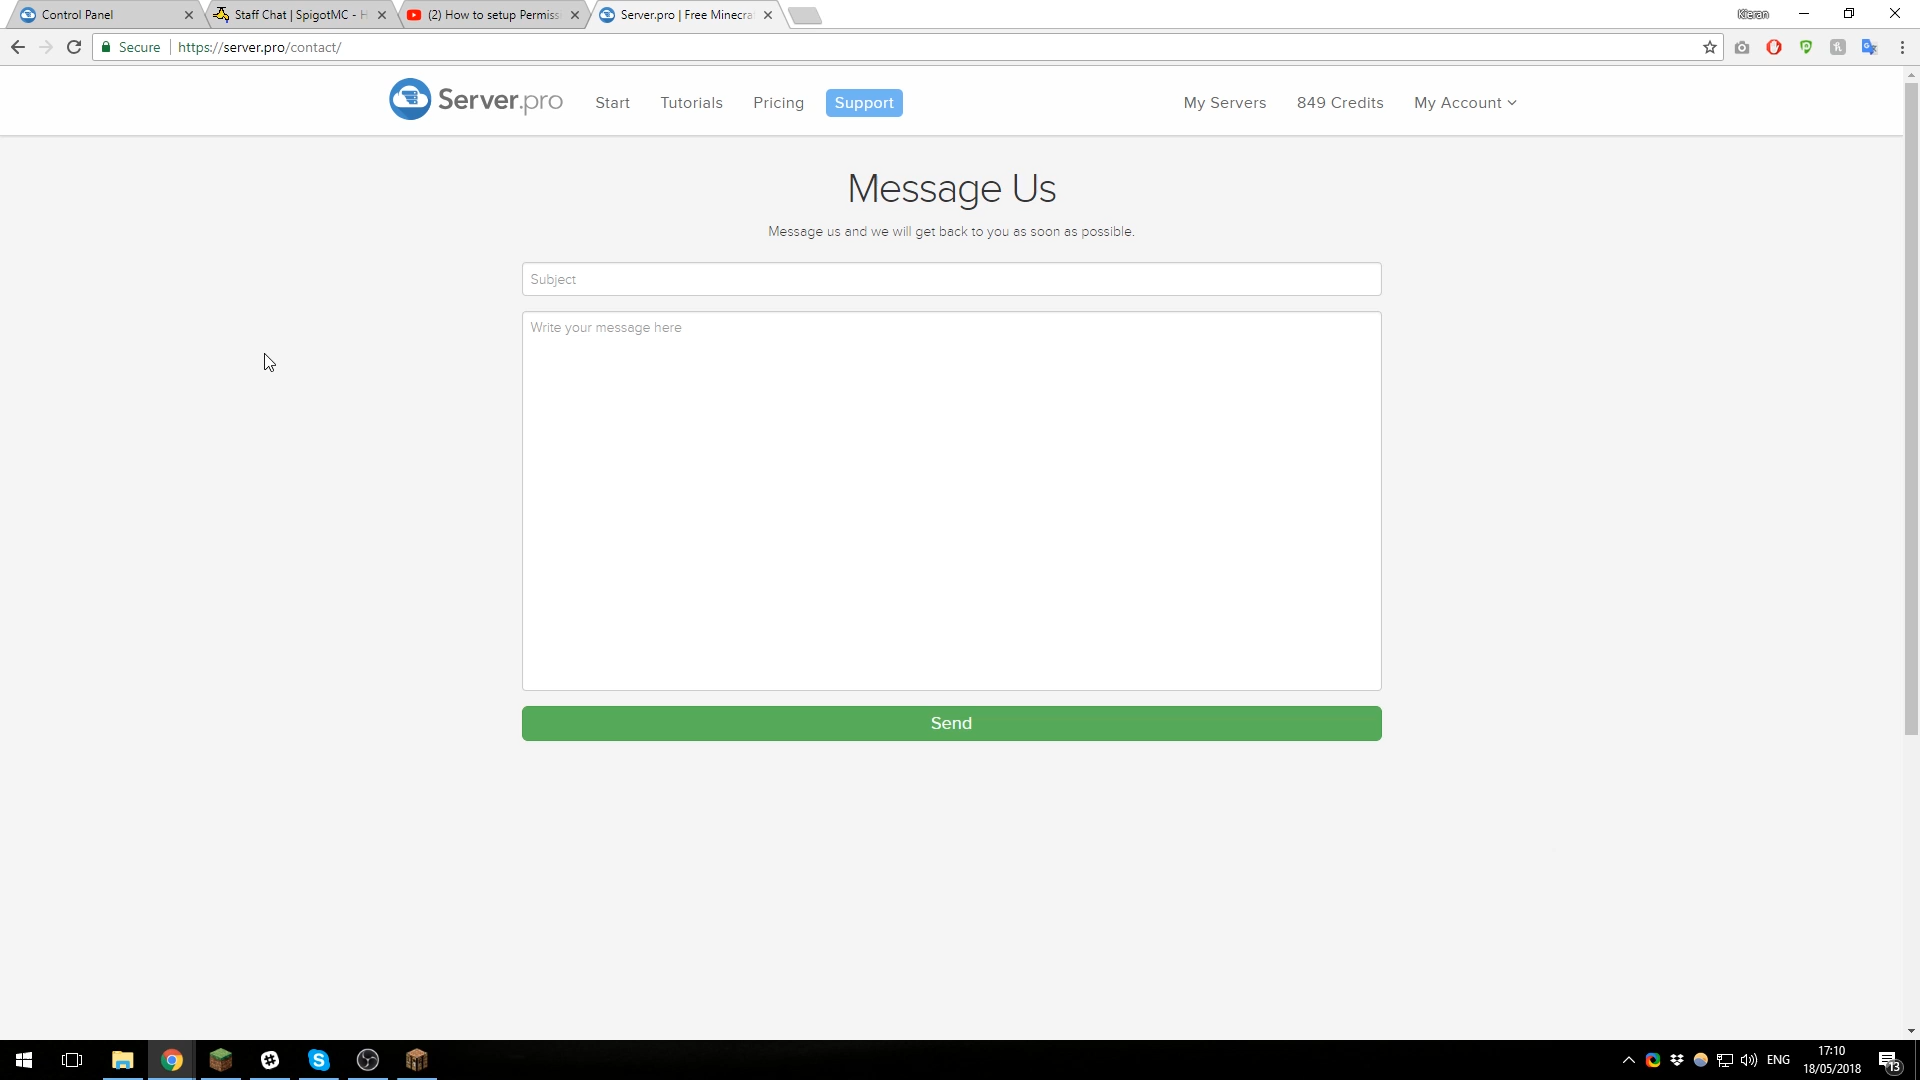 Control Panel
Staff Chat | SpigotMC - H
(2) How to setup Permiss
Server.pro | Free Minecra
Kieran
Secure
https://server.pro/contact/
Server.pro
Start
Tutorials
Pricing
Support
My Servers
849 Credits
My Account
Message Us
Message us and we will get back to you as soon as possible.
Subject
Write your message here
Send
ENG
17:10
18/05/2018
13